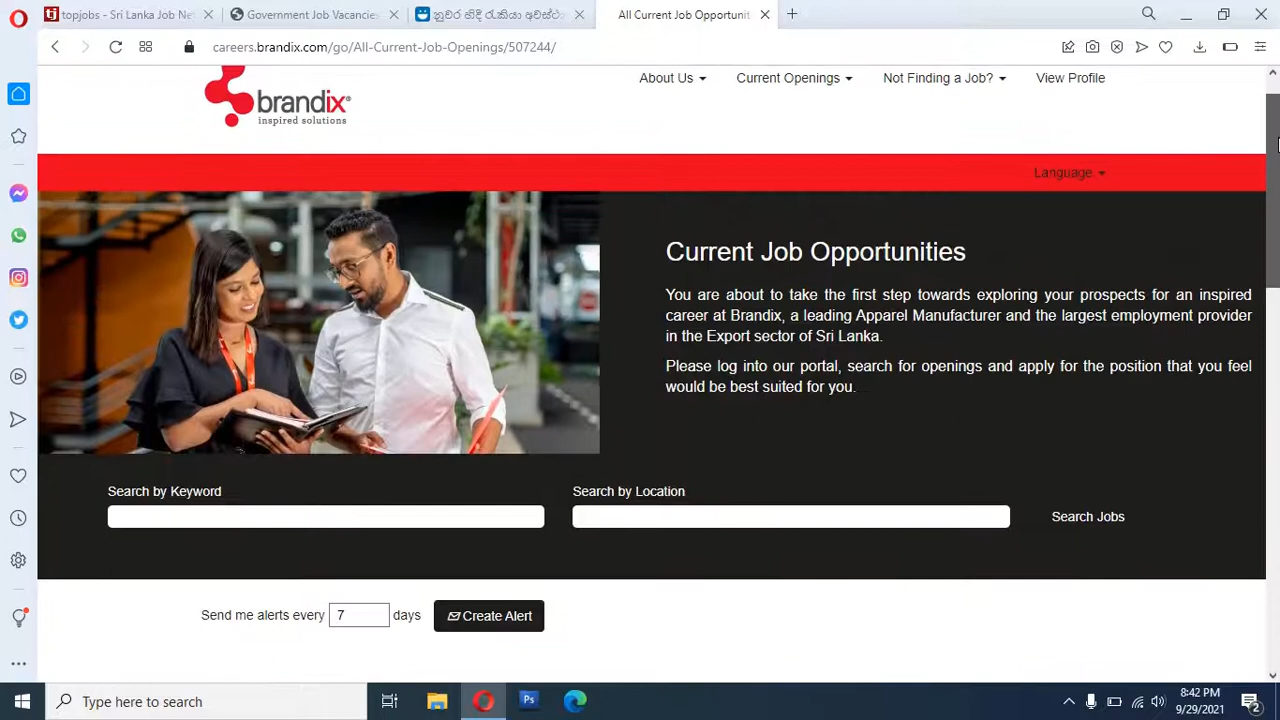 topjobs - Sri Lanka Job Net
Government Job Vacancies
නුවර හිදි රැකියා අවස්ථා
All Current Job Opportunit
careers.brandix.com/go/All-Current-Job-Openings/507244/
brandix
inspired solutions
About Us
Current Openings
Not Finding a Job?
View Profile
Language
Current Job Opportunities
You are about to take the first step towards exploring your prospects for an inspired
career at Brandix, a leading Apparel Manufacturer and the largest employment provider
in the Export sector of Sri Lanka.
Please log into our portal, search for openings and apply for the position that you feel
would be best suited for you.
Search by Keyword
Search by Location
Search Jobs
Send me alerts every 7 days
Create Alert
Type here to search
Ps
8:42 PM
9/29/2021
2